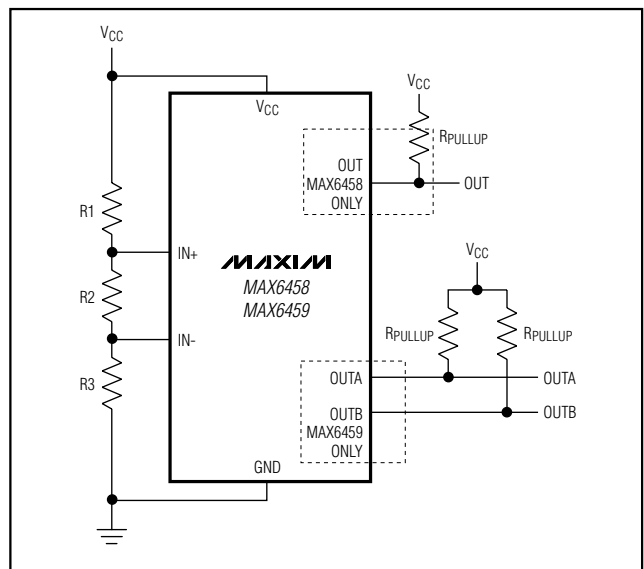 VCC
VCC
VCC
RPULLUP
OUT
MAX6458
ONLY
OUT
R1
IN+
MAXIM
MAX6458
MAX6459
R2
IN-
R3
VCC
RPULLUP
RPULLUP
OUTA
OUTA
OUTB
OUTB
MAX6459
ONLY
GND